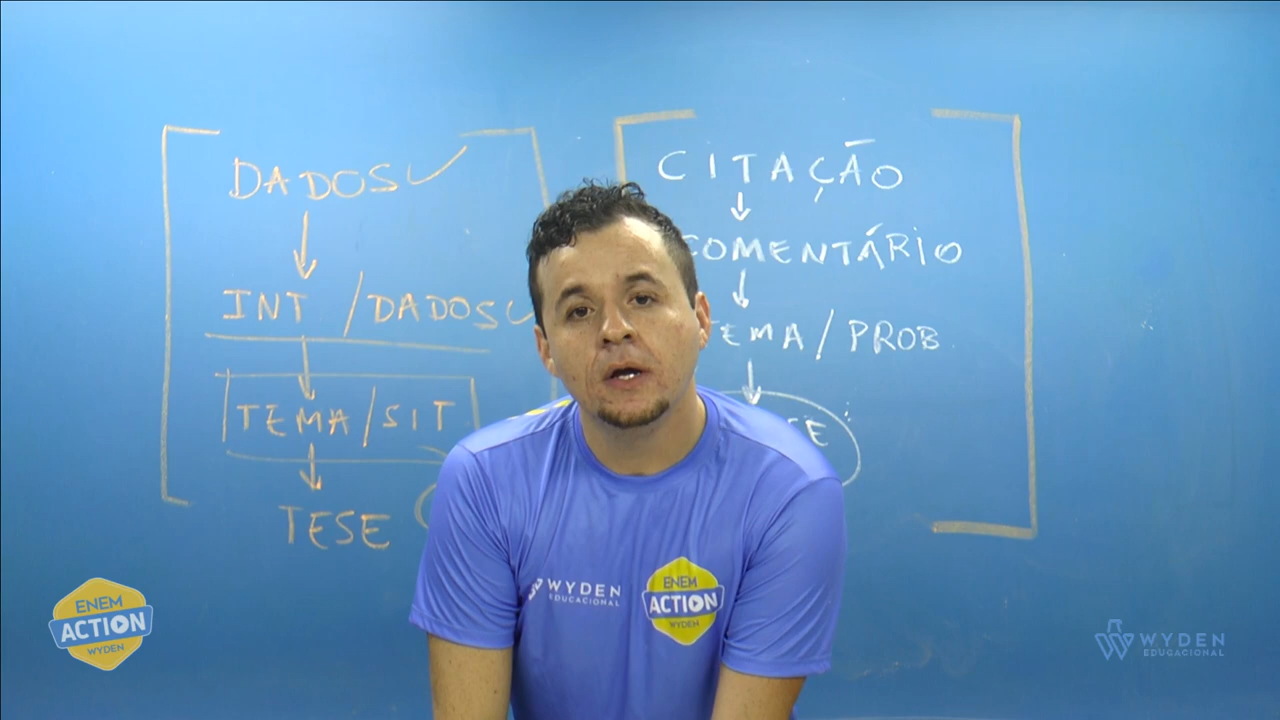 DADOS
INT / DADOS
TEMA / SIT
TESE
CITAÇÃO
COMENTÁRIO
TEMA / PROB
WYDEN
EDUCACIONAL
ENEM
ACTION
WYDEN
ENEM
ACTION
WYDEN
WYDEN
EDUCACIONAL